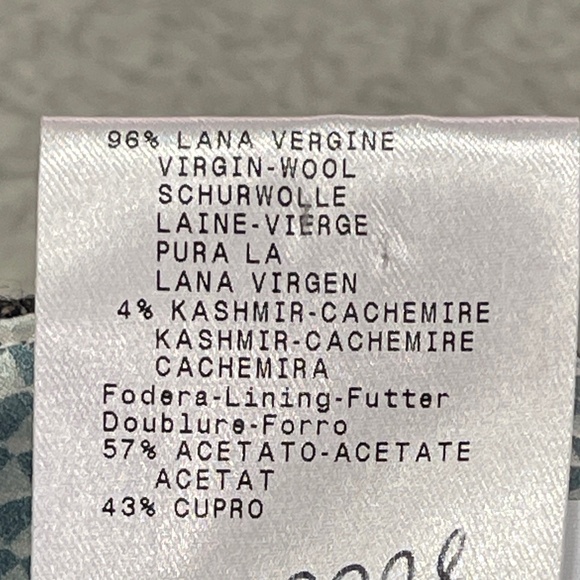 96% LANA VERGINE
VIRGIN-WOOL
SCHURWOLLE
LAINE-VIERGE
PURA LA
LANA VIRGEN
4% KASHMIR-CACHEMIRE
KASHMIR-CACHEMIRE
CACHEMIRA
Fodera-Lining-Futter
Doublure-Forro
57% ACETATO-ACETATE
ACETAT
43% CUPRO